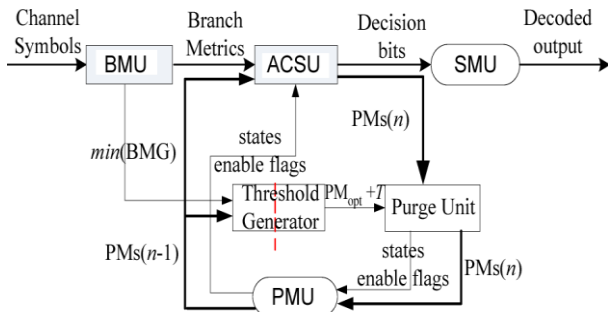 Channel
Symbols
Branch
Metrics
Decision
bits
Decoded
output
BMU
ACSU
SMU
PMs(n)
states
enable flags
min(BMG)
Threshold
Generator
PMopt +T
Purge Unit
PMs(n-1)
states
enable flags
PMs(n)
PMU